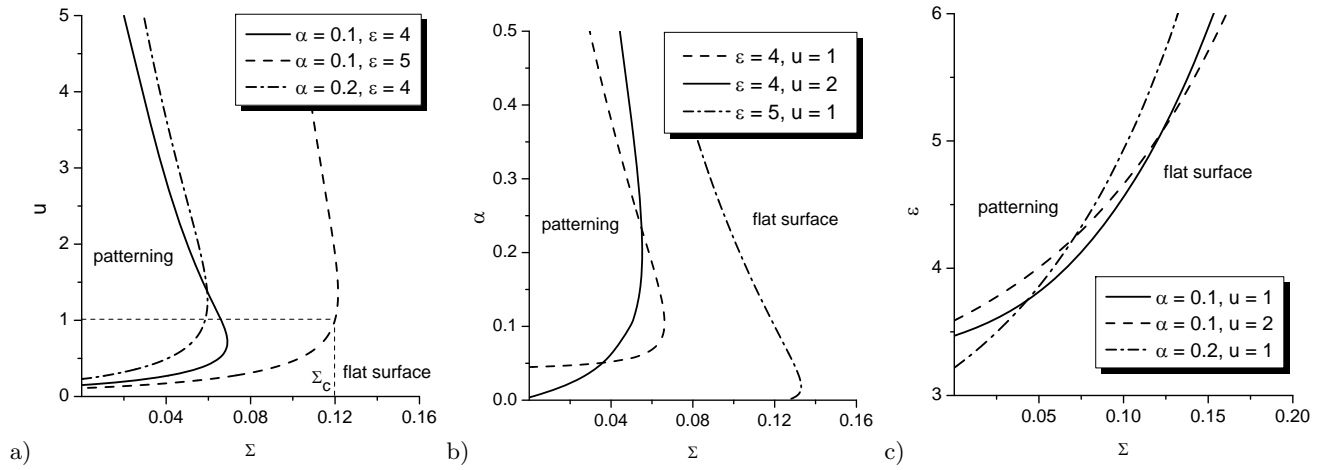 5
4
3
2
1
0
u
α = 0.1, ε = 4
α = 0.1, ε = 5
α = 0.2, ε = 4
patterning
Σc
flat surface
0.04 0.08 0.12 0.16
Σ
a)
0.5
0.4
0.3
0.2
0.1
0.0
α
ε = 4, u = 1
ε = 4, u = 2
ε = 5, u = 1
patterning
flat surface
0.04 0.08 0.12 0.16
Σ
b)
6
5
4
3
ε
flat surface
patterning
α = 0.1, u = 1
α = 0.1, u = 2
α = 0.2, u = 1
0.05 0.10 0.15 0.20
Σ
c)